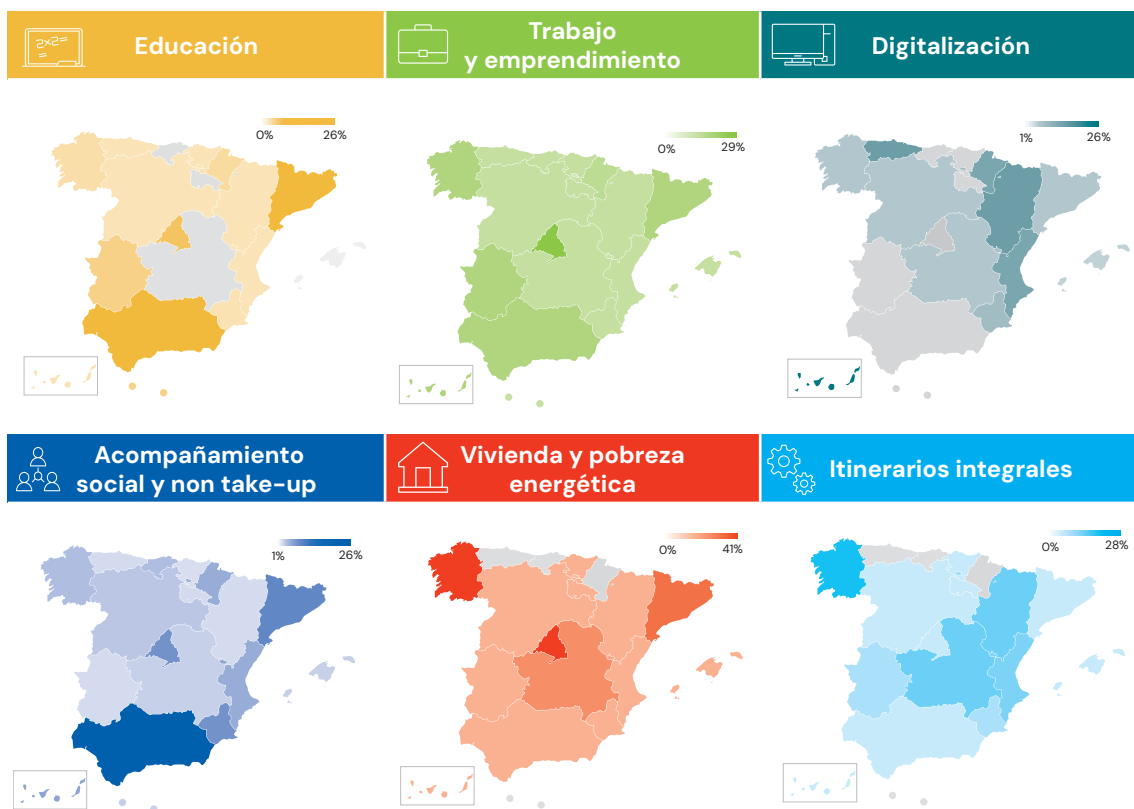 2x2=
=
Educación
Trabajo
y emprendimiento
Digitalización
0%
26%
0%
29%
1%
26%
Acompañamiento
social y non take-up
Vivienda y pobreza
energética
Itinerarios integrales
1%
26%
0%
41%
0%
28%